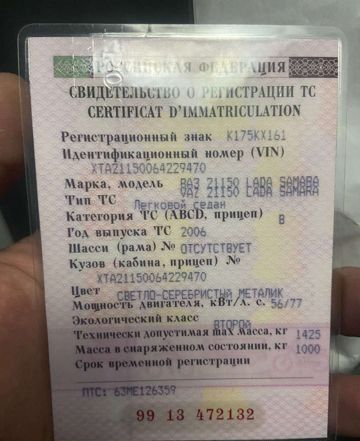 РОССИЙСКАЯ ФЕДЕРАЦИЯ
СВИДЕТЕЛЬСТВО О РЕГИСТРАЦИИ ТС
CERTIFICAT D'IMMATRICULATION
Регистрационный знак К175КХ161
Идентификационный номер (VIN)
XTA21150064229470
Марка, модель ВАЗ 21150 LADA SAMARA
VAZ 21150 LADA SAMARA
Тип ТС Легковой седан
Категория ТС (ABCD, прицеп) B
Год выпуска ТС 2006
Шасси (рама) № ОТСУТСТВУЕТ
Кузов (кабина, прицеп) №
XTA21150064229470
Цвет СВЕТЛО-СЕРЕБРИСТЫЙ МЕТАЛИК
Мощность двигателя, кВт/л. с. 56/77
Экологический класс ВТОРОЙ
Технически допустимая max масса, кг 1425
Масса в снаряженном состоянии, кг 1000
Срок временной регистрации
ПТС: 63МЕ126359
99 13 472132